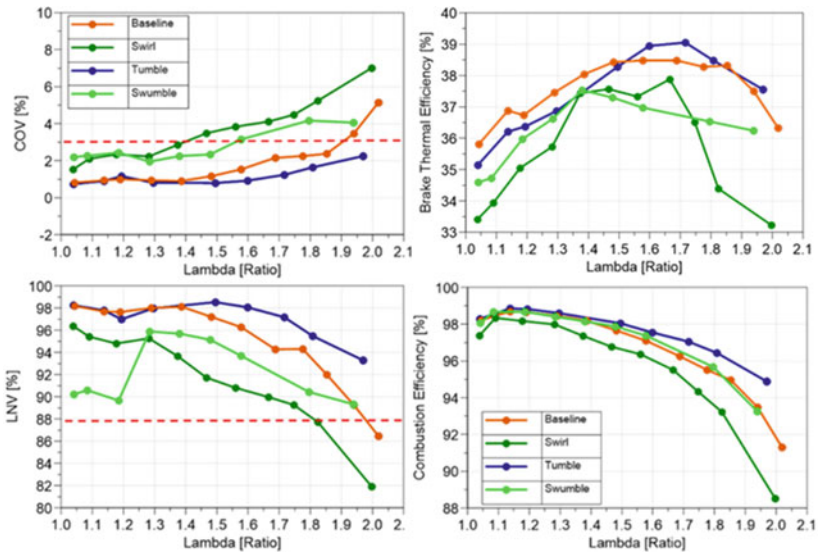 10
8
6
4
2
0
-2
COV [%]
Baseline
Swirl
Tumble
Swumble
1.0 1.1 1.2 1.3 1.4 1.5 1.6 1.7 1.8 1.9 2.0 2.1
Lambda [Ratio]
40
39
38
37
36
35
34
33
Brake Thermal Efficiency [%]
1.0 1.1 1.2 1.3 1.4 1.5 1.6 1.7 1.8 1.9 2.0 2.1
Lambda [Ratio]
100
98
96
94
92
90
88
86
84
82
80
LNV [%]
1.0 1.1 1.2 1.3 1.4 1.5 1.6 1.7 1.8 1.9 2.0 2.
Lambda [Ratio]
100
98
96
94
92
90
88
Combustion Efficiency [%]
Baseline
Swirl
Tumble
Swumble
1.0 1.1 1.2 1.3 1.4 1.5 1.6 1.7 1.8 1.9 2.0 2.1
Lambda [Ratio]